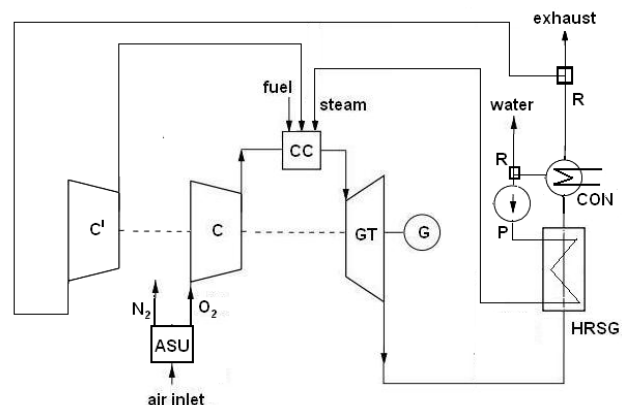 exhaust
R
fuel
steam
water
CC
R
CON
C'
C
GT
G
P
N2
O2
HRSG
ASU
air inlet